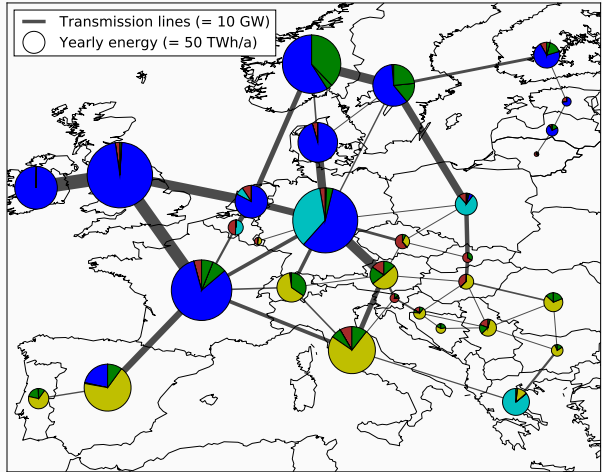 Transmission lines (= 10 GW)
Yearly energy (= 50 TWh/a)